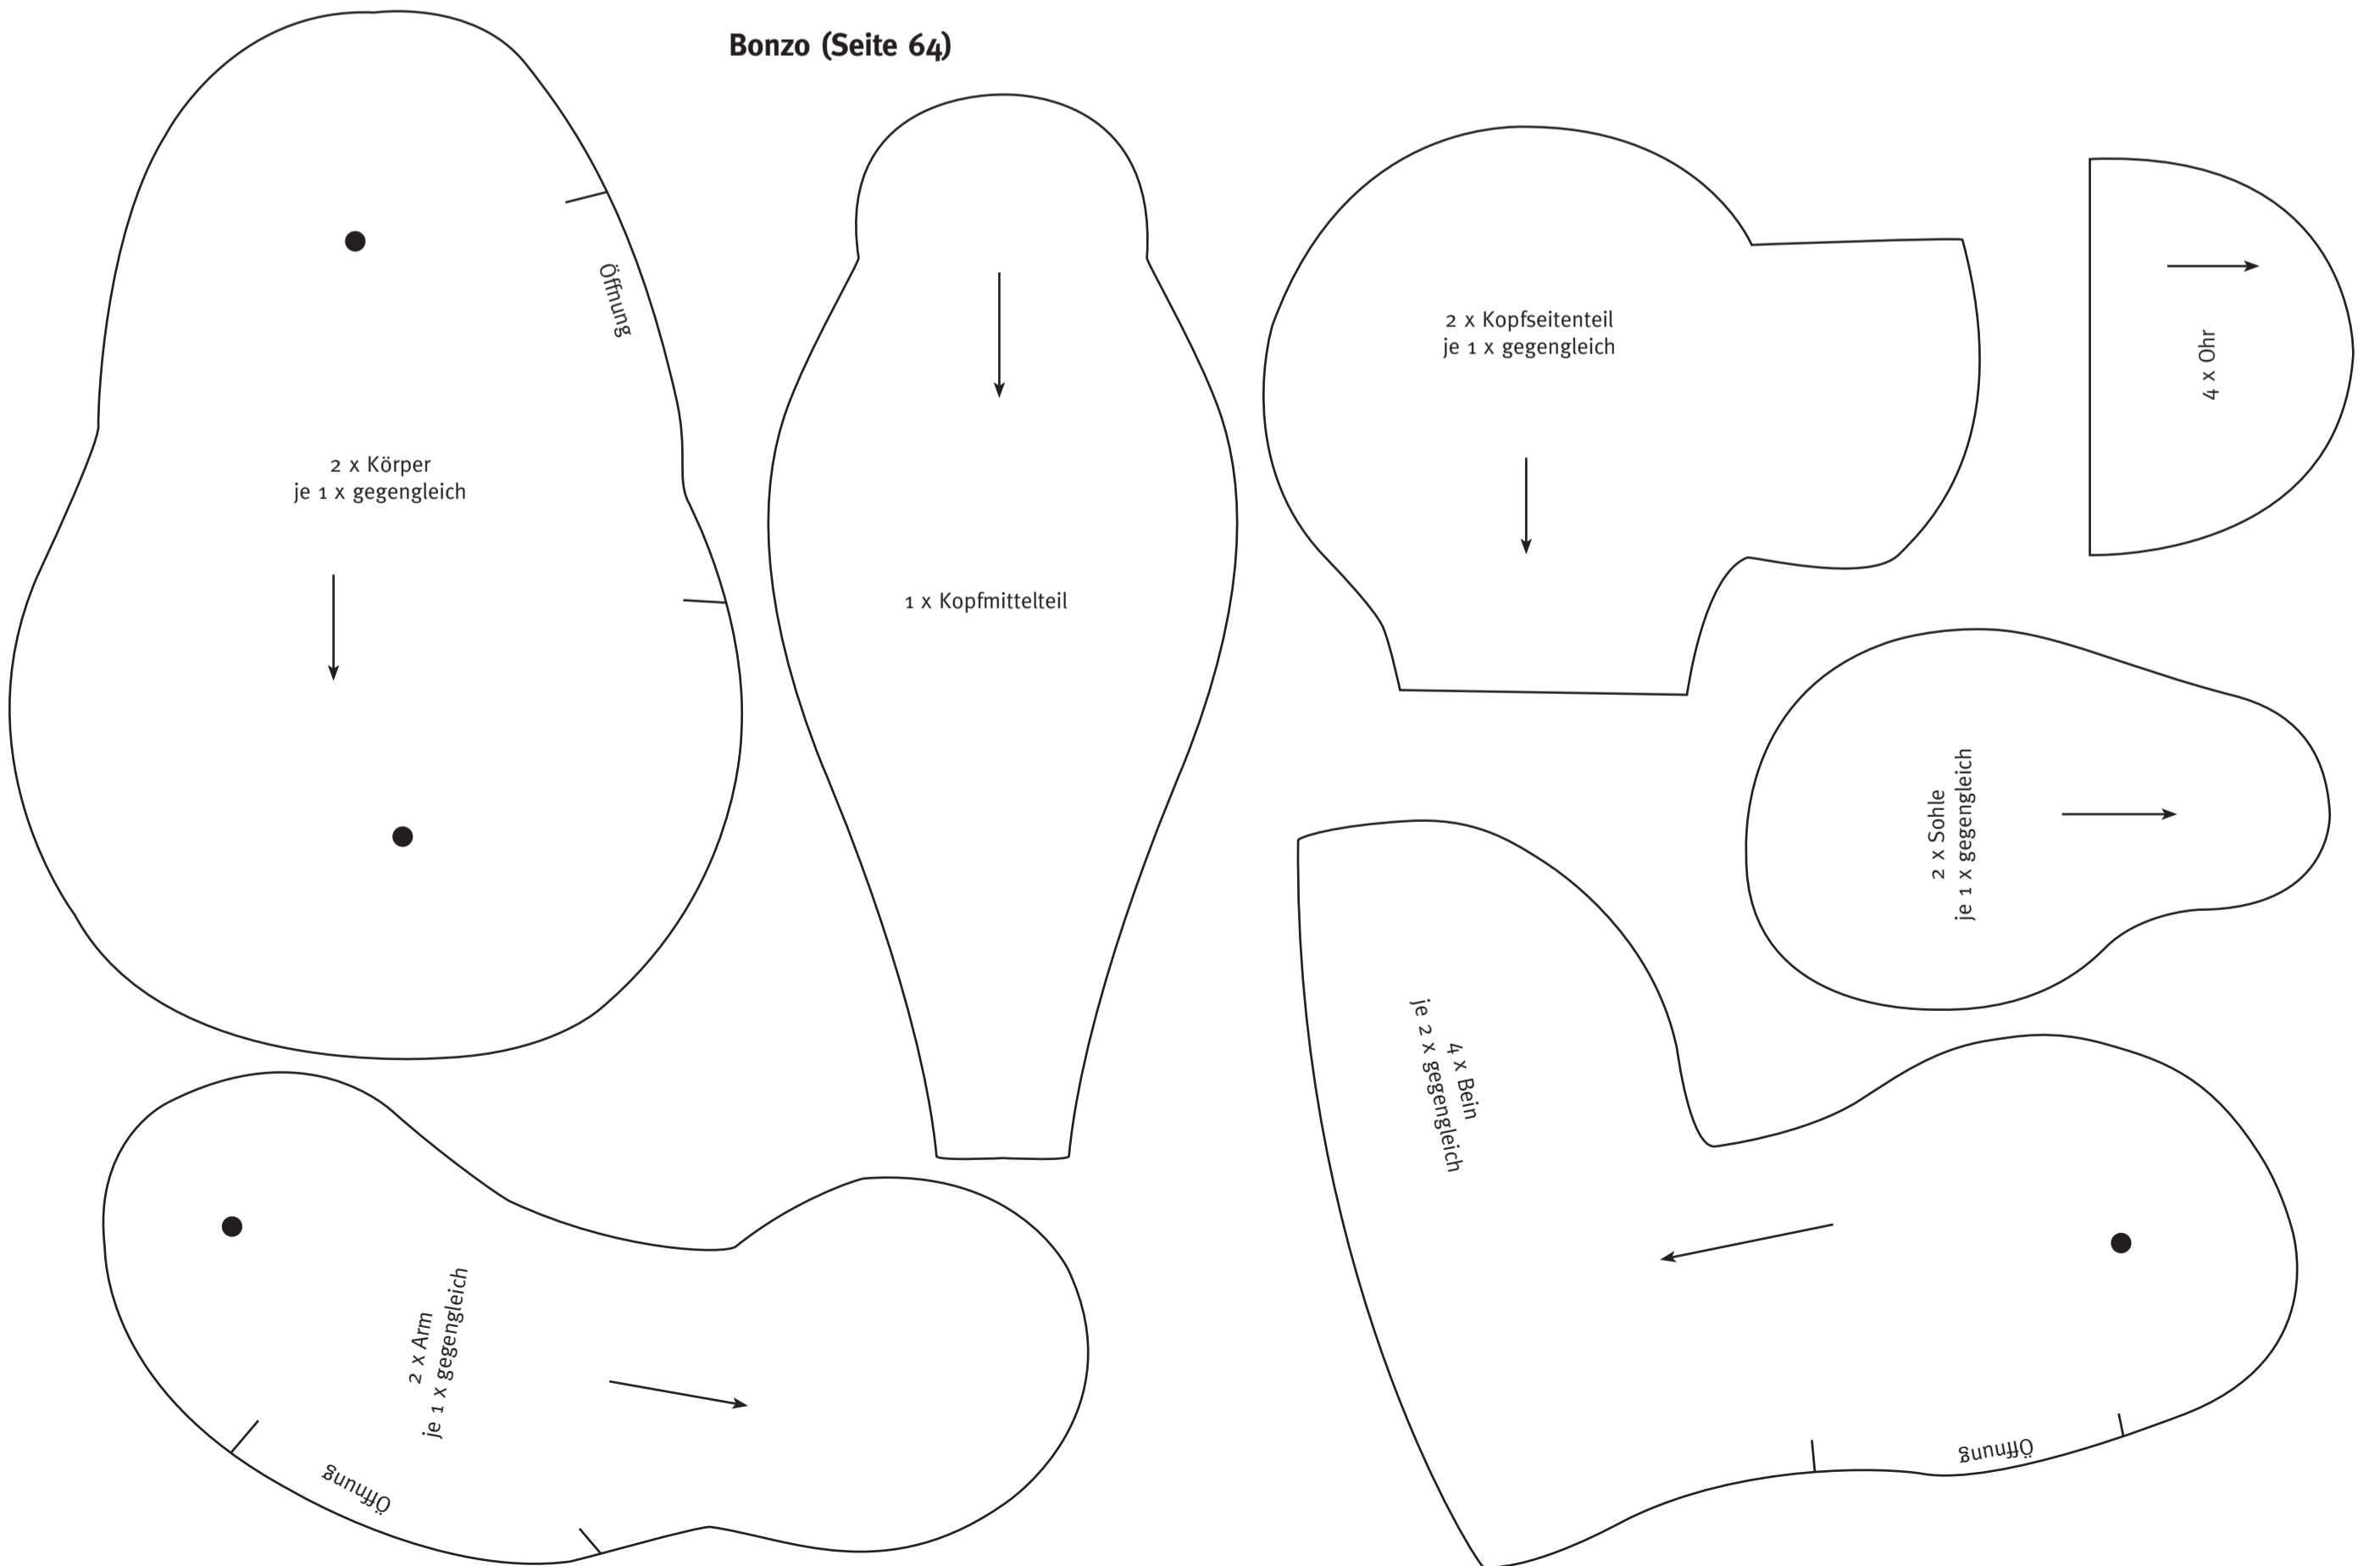 Bonzo (Seite 64)
Öffnung
2 x Körper
je 1 x gegengleich
1 x Kopfmittelteil
2 x Kopfseitenteil
je 1 x gegengleich
4 x Ohr
2 x Sohle
je 1 x gegengleich
4 x Bein
je 2 x gegengleich
Öffnung
2 x Arm
je 1 x gegengleich
Öffnung